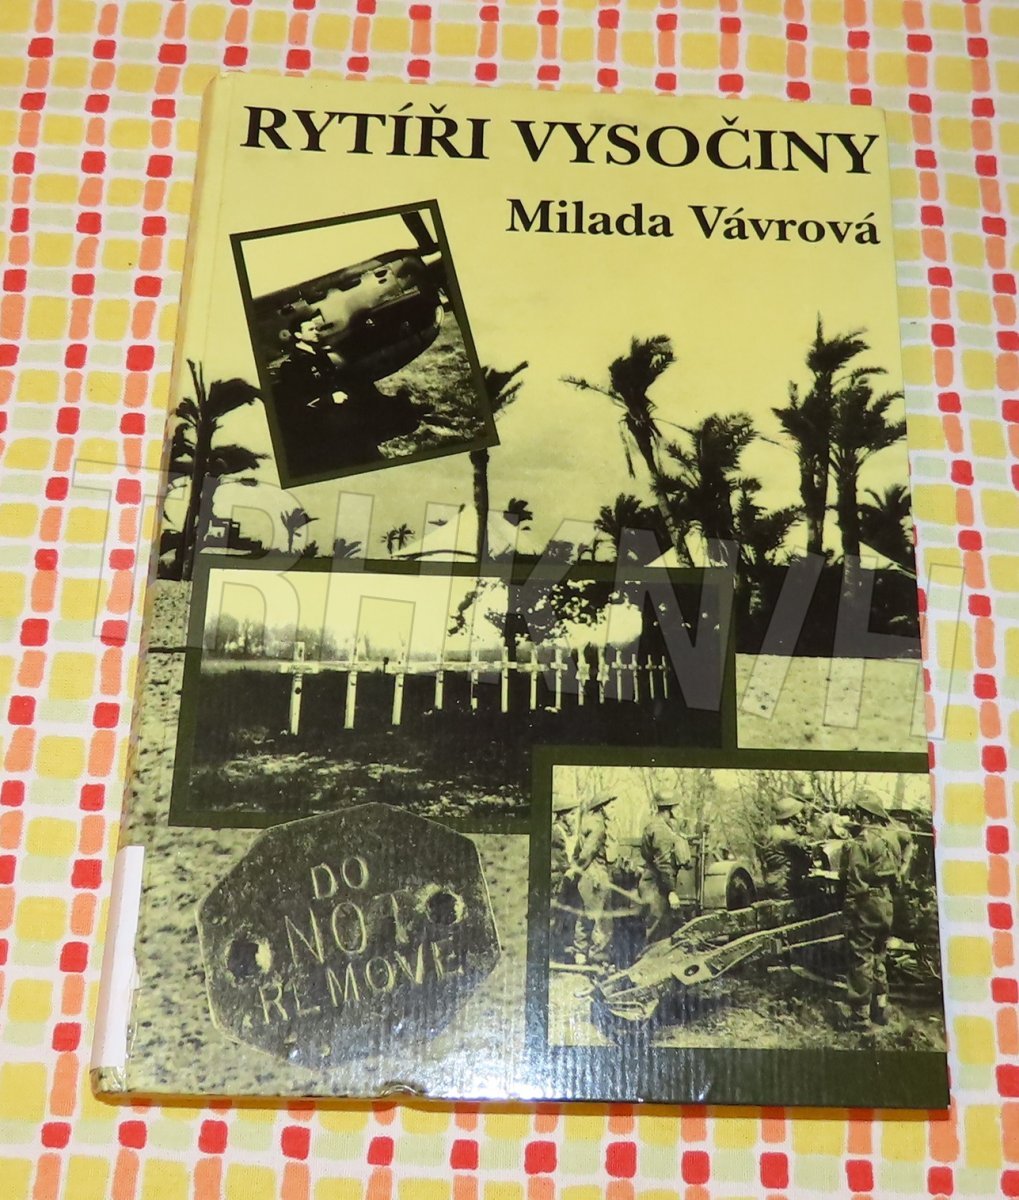 RYTÍŘI VYSOČINY
Milada Vávrová
DO
NOT
REMOVE